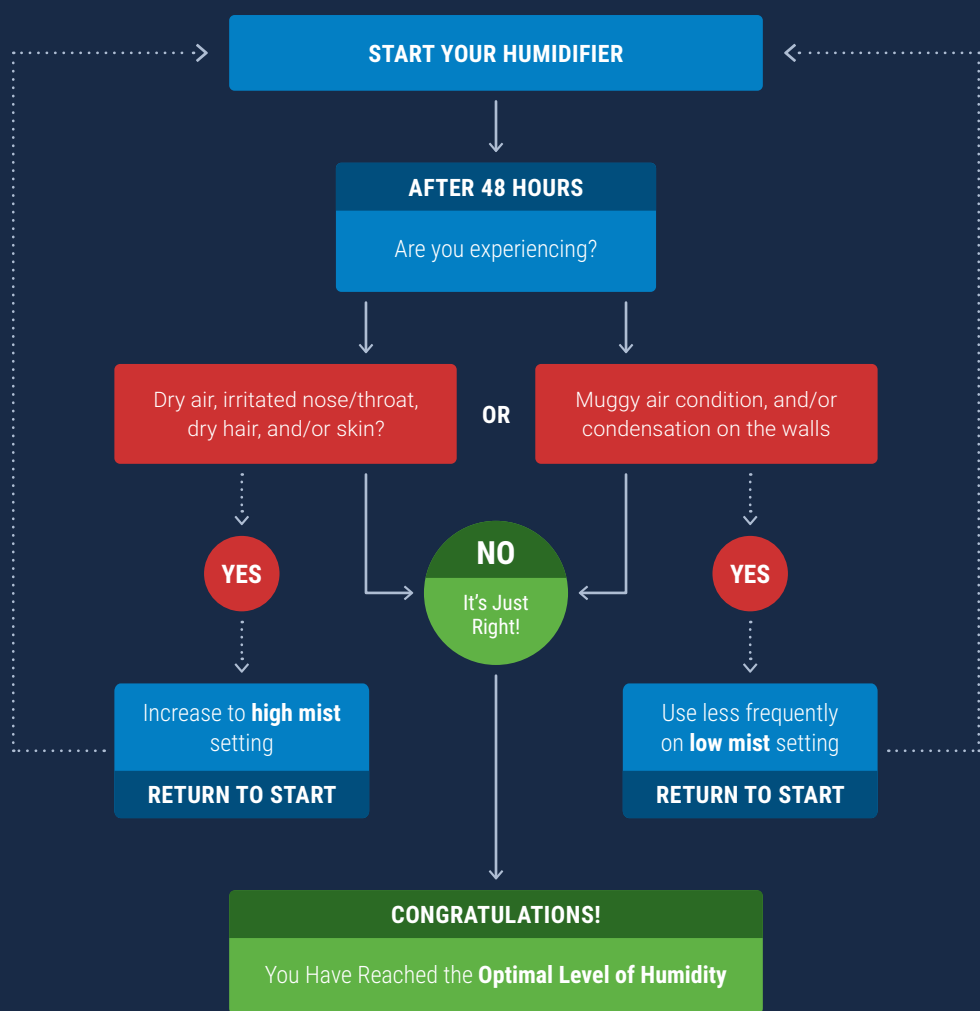 START YOUR HUMIDIFIER
AFTER 48 HOURS
Are you experiencing?
Dry air, irritated nose/throat,
dry hair, and/or skin?
OR
Muggy air condition, and/or
condensation on the walls
YES
NO
It's Just
Right!
YES
Increase to high mist
setting
RETURN TO START
Use less frequently
on low mist setting
RETURN TO START
CONGRATULATIONS!
You Have Reached the Optimal Level of Humidity